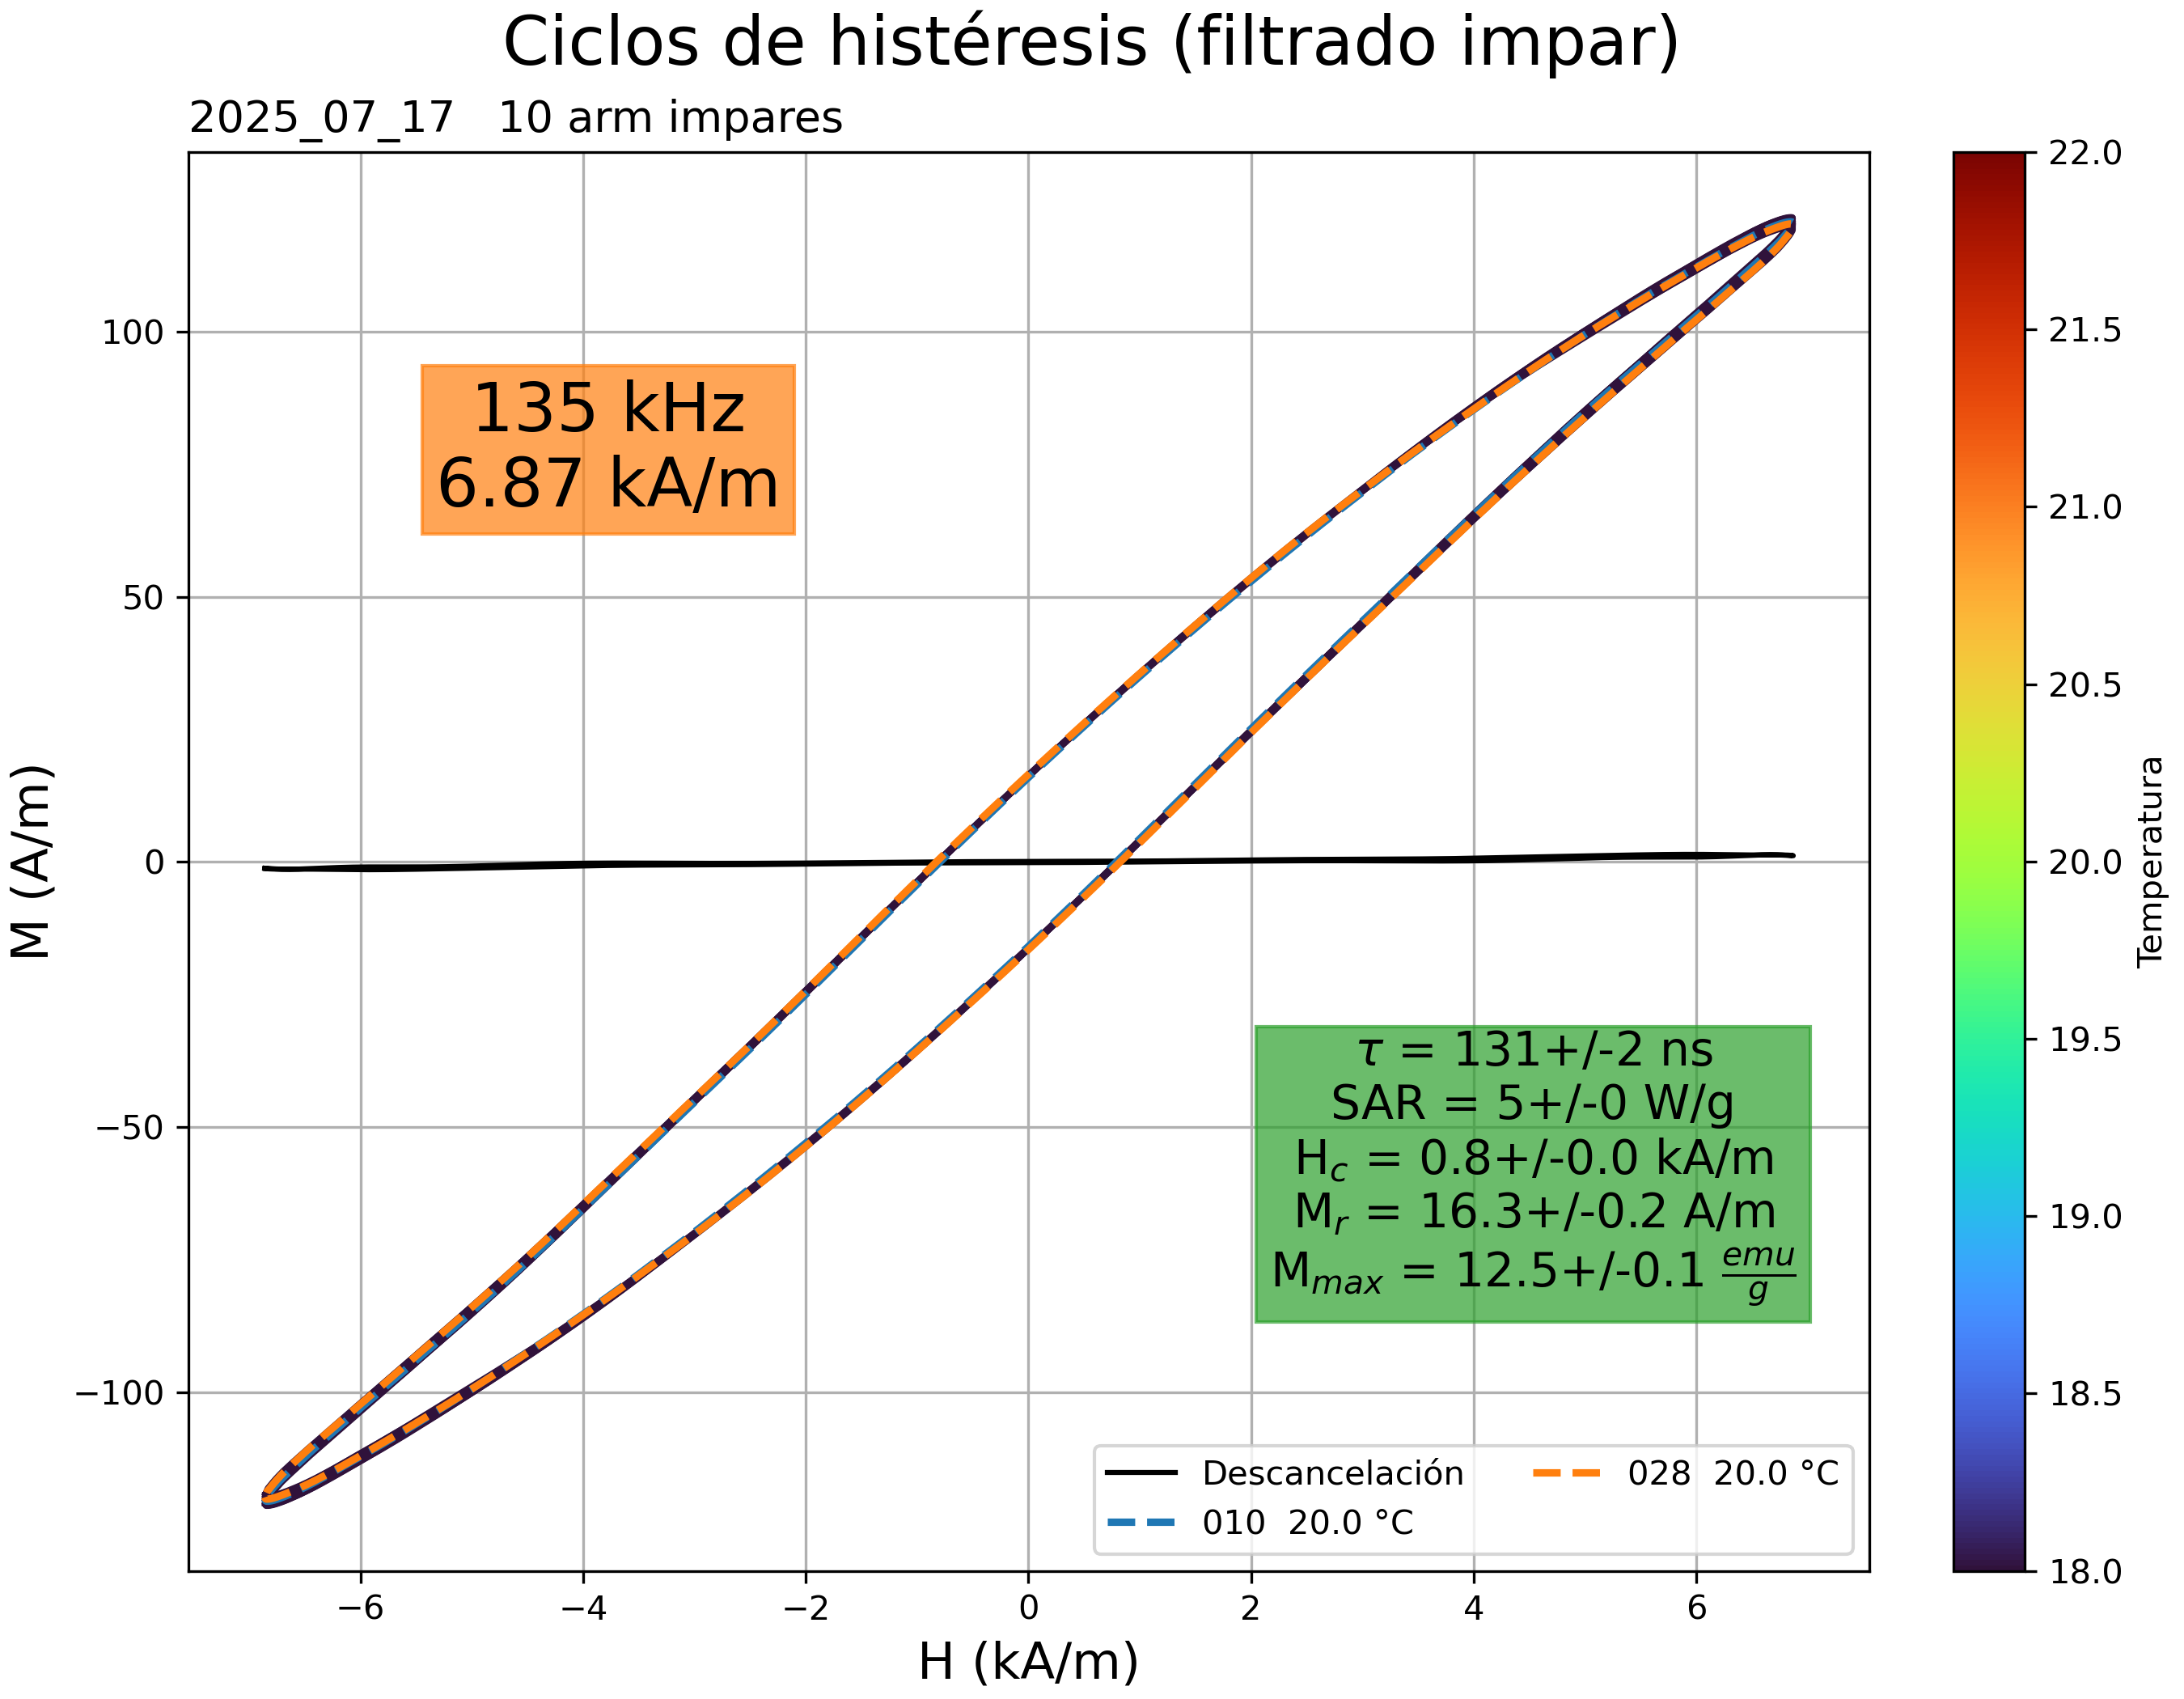 Ciclos de histéresis (filtrado impar)
2025_07_17   10 arm impares
135 kHz
6.87 kA/m
τ = 131+/-2 ns
SAR = 5+/-0 W/g
H_c = 0.8+/-0.0 kA/m
M_r = 16.3+/-0.2 A/m
M_max = 12.5+/-0.1 emu/g
Descancelación
010  20.0 °C
028  20.0 °C
M (A/m)
100
50
0
−50
−100
−6
−4
−2
0
2
4
6
H (kA/m)
22.0
21.5
21.0
20.5
20.0
19.5
19.0
18.5
18.0
Temperatura